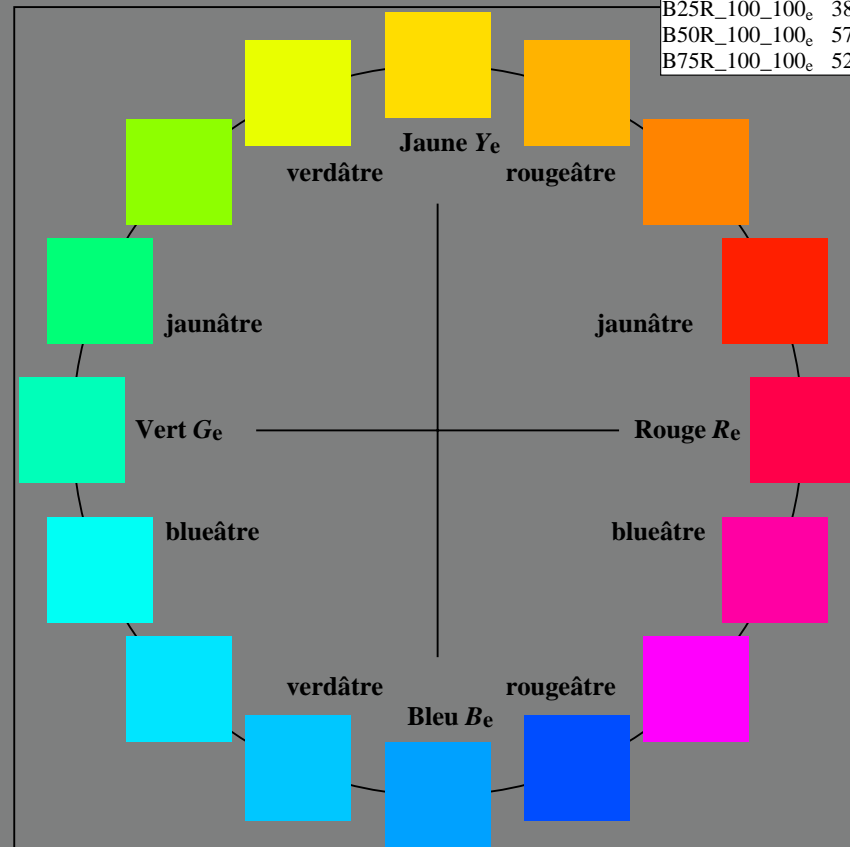 B25R_100_100e 38
B50R_100_100e 57
B75R_100_100e 52
Jaune Ye
verdâtre rougeâtre
jaunâtre jaunâtre
Vert Ge Rouge Re
blueâtre blueâtre
verdâtre rougeâtre
Bleu Be